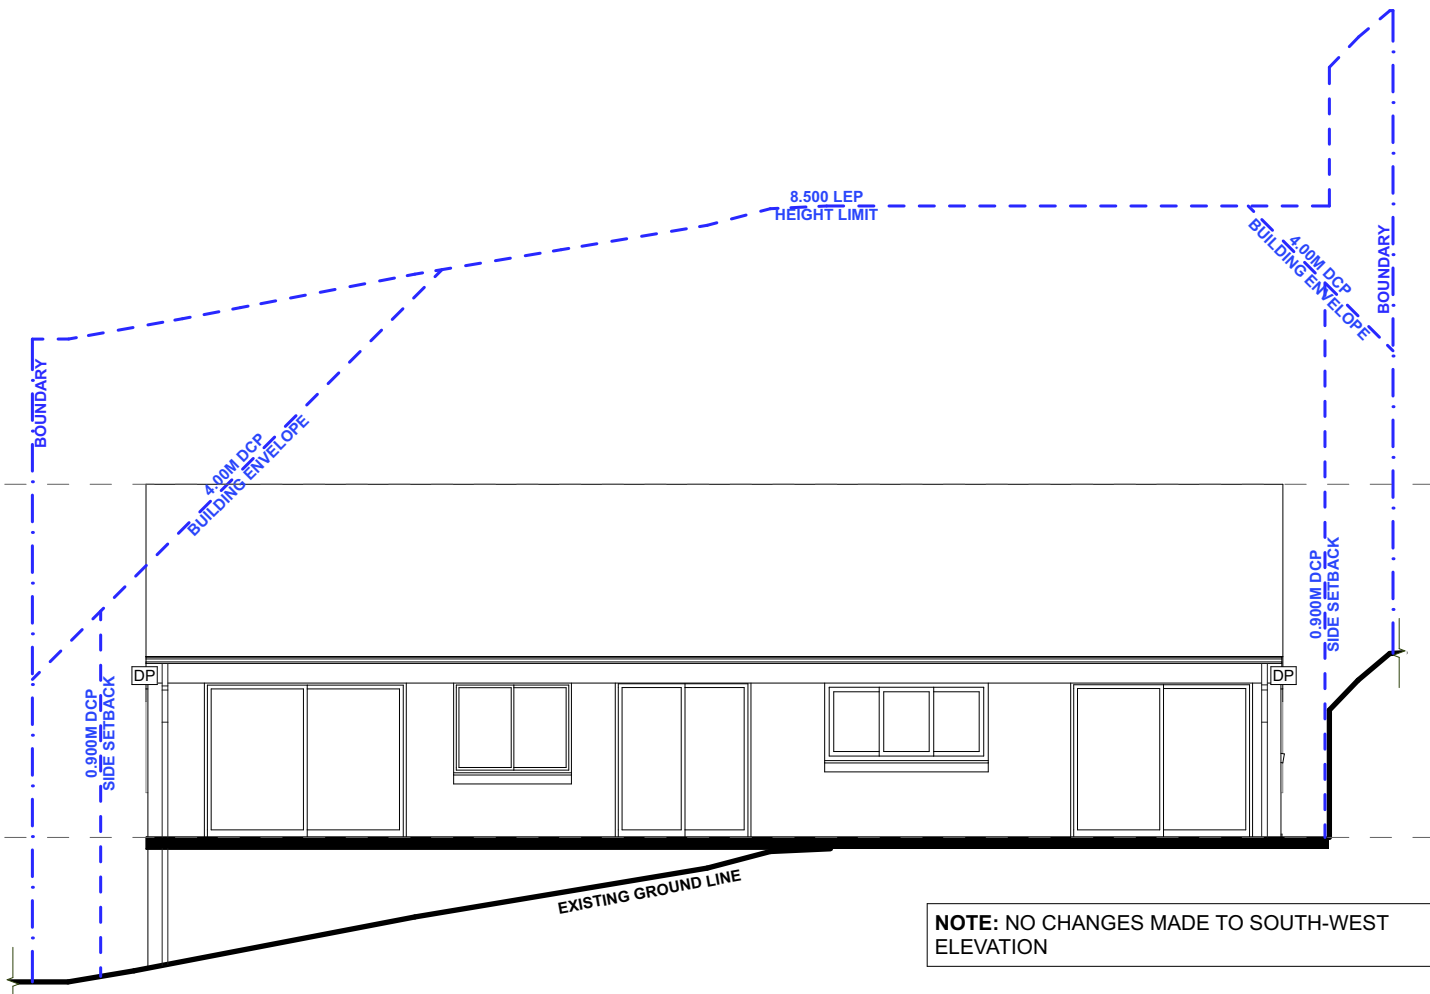 8.500 LEP
HEIGHT LIMIT
4.00M DCP
BUILDING ENVELOPE
BOUNDARY
BOUNDARY
4.00M DCP
BUILDING ENVELOPE
0.900M DCP
SIDE SETBACK
DP
DP
0.900M DCP
SIDE SETBACK
EXISTING GROUND LINE
NOTE: NO CHANGES MADE TO SOUTH-WEST
ELEVATION